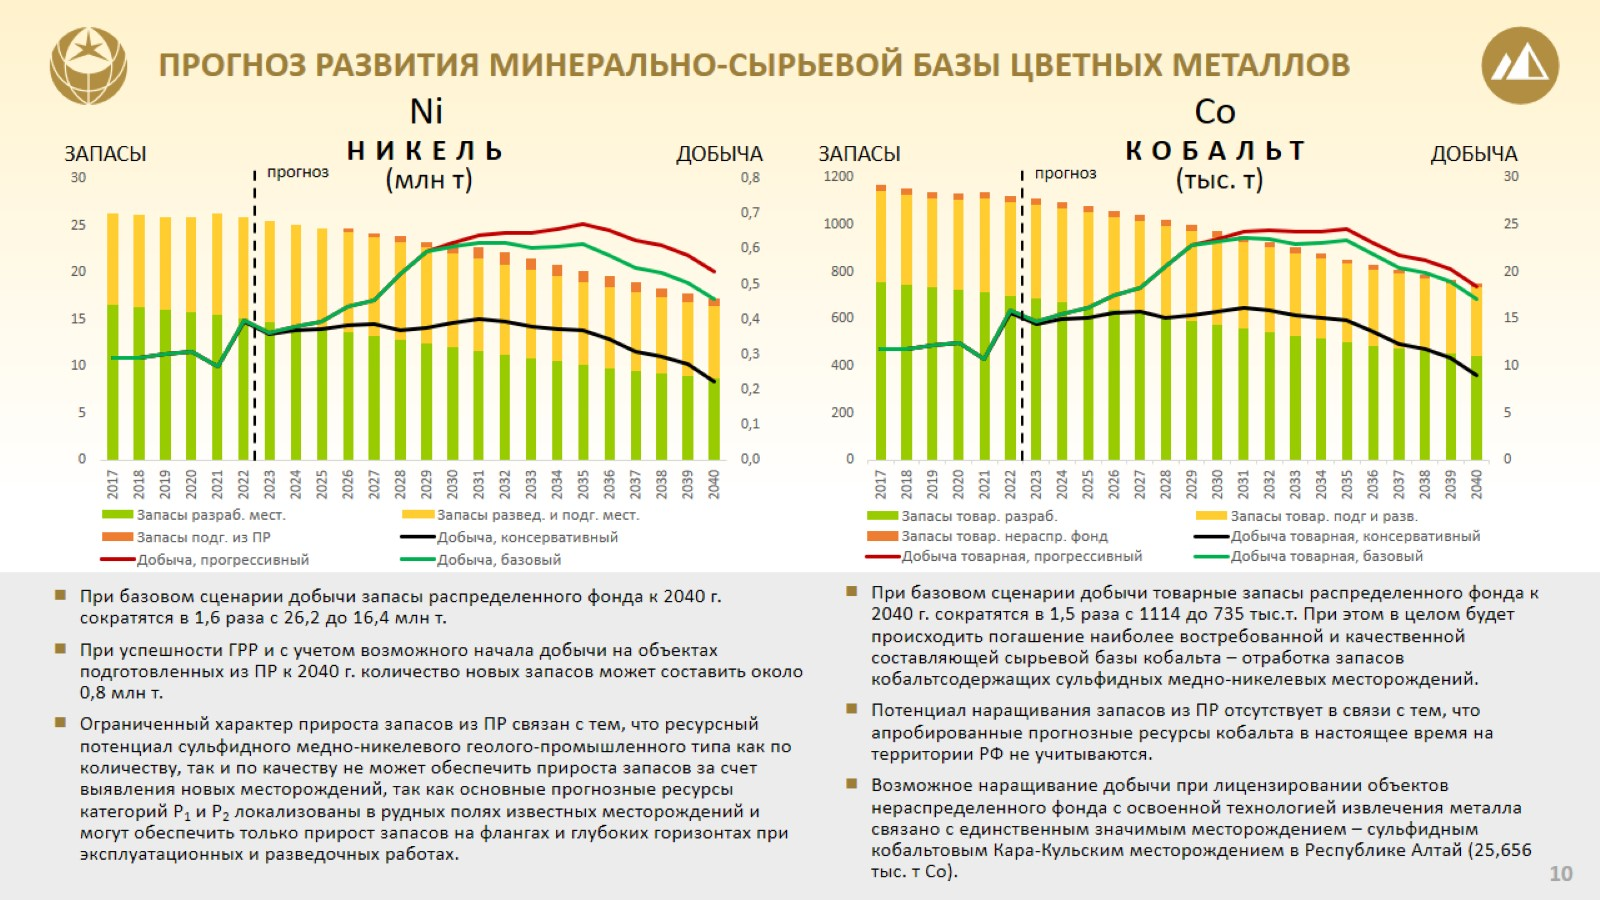 ПРОГНОЗ РАЗВИТИЯ МИНЕРАЛЬНО-СЫРЬЕВОЙ БАЗЫ ЦВЕТНЫХ МЕТАЛЛОВ
Ni
НИКЕЛЬ
(млн т)
ЗАПАСЫ
ДОБЫЧА
прогноз
30
25
20
15
10
5
0
0,8
0,7
0,6
0,5
0,4
0,3
0,2
0,1
0,0
2017 2018 2019 2020 2021 2022 2023 2024 2025 2026 2027 2028 2029 2030 2031 2032 2033 2034 2035 2036 2037 2038 2039 2040
Запасы разраб. мест.
Запасы развед. и подг. мест.
Запасы подг. из ПР
Добыча, консервативный
Добыча, прогрессивный
Добыча, базовый
Co
КОБАЛЬТ
(тыс. т)
ЗАПАСЫ
ДОБЫЧА
прогноз
1200
1000
800
600
400
200
0
30
25
20
15
10
5
0
2017 2018 2019 2020 2021 2022 2023 2024 2025 2026 2027 2028 2029 2030 2031 2032 2033 2034 2035 2036 2037 2038 2039 2040
Запасы товар. разраб.
Запасы товар. подг и разв.
Запасы товар. нераспр. фонд
Добыча товарная, консервативный
Добыча товарная, прогрессивный
Добыча товарная, базовый
При базовом сценарии добычи запасы распределенного фонда к 2040 г.
сократятся в 1,6 раза с 26,2 до 16,4 млн т.
При успешности ГРР и с учетом возможного начала добычи на объектах
подготовленных из ПР к 2040 г. количество новых запасов может составить около
0,8 млн т.
Ограниченный характер прироста запасов из ПР связан с тем, что ресурсный
потенциал сульфидного медно-никелевого геолого-промышленного типа как по
количеству, так и по качеству не может обеспечить прироста запасов за счет
выявления новых месторождений, так как основные прогнозные ресурсы
категорий P₁ и P₂ локализованы в рудных полях известных месторождений и
могут обеспечить только прирост запасов на флангах и глубоких горизонтах при
эксплуатационных и разведочных работах.
При базовом сценарии добычи товарные запасы распределенного фонда к
2040 г. сократятся в 1,5 раза с 1114 до 735 тыс.т. При этом в целом будет
происходить погашение наиболее востребованной и качественной
составляющей сырьевой базы кобальта – отработка запасов
кобальтсодержащих сульфидных медно-никелевых месторождений.
Потенциал наращивания запасов из ПР отсутствует в связи с тем, что
апробированные прогнозные ресурсы кобальта в настоящее время на
территории РФ не учитываются.
Возможное наращивание добычи при лицензировании объектов
нераспределенного фонда с освоенной технологией извлечения металла
связано с единственным значимым месторождением – сульфидным
кобальтовым Кара-Кульским месторождением в Республике Алтай (25,656
тыс. т Co).
10